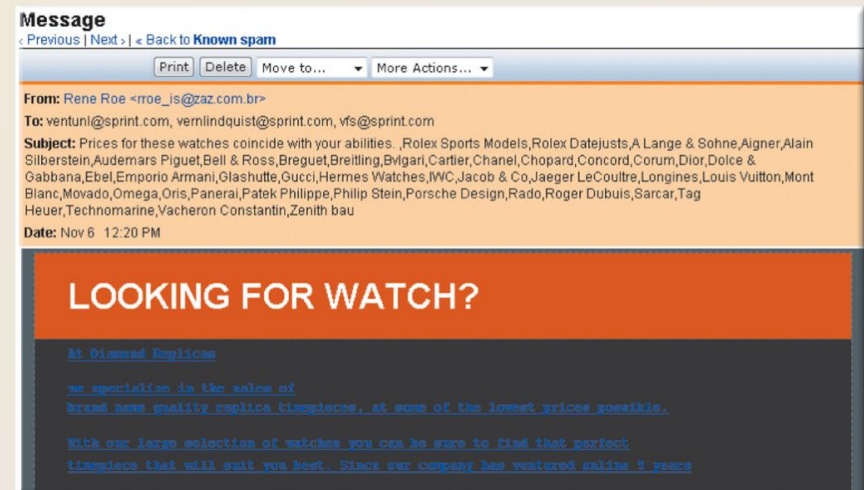 Message
‹ Previous | Next › | « Back to Known spam
Print Delete Move to... More Actions...
From: Rene Roe <rroe_is@zaz.com.br>
To: ventunl@sprint.com, vernlindquist@sprint.com, vfs@sprint.com
Subject: Prices for these watches coincide with your abilities. ,Rolex Sports Models,Rolex Datejusts,A Lange & Sohne,Aigner,Alain
Silberstein,Audemars Piguet,Bell & Ross,Breguet,Breitling,Bvlgari,Cartier,Chanel,Chopard,Concord,Corum,Dior,Dolce &
Gabbana,Ebel,Emporio Armani,Glashutte,Gucci,Hermes Watches,IWC,Jacob & Co,Jaeger LeCoultre,Longines,Louis Vuitton,Mont
Blanc,Movado,Omega,Oris,Panerai,Patek Philippe,Philip Stein,Porsche Design,Rado,Roger Dubuis,Sarcar,Tag
Heuer,Technomarine,Vacheron Constantin,Zenith bau
Date: Nov 6 12:20 PM
LOOKING FOR WATCH?
At Diamond Replicas
we specialize in the sales of
brand name quality replica timepieces, at some of the lowest prices possible.
With our large selection of watches you can be sure to find that perfect
timepiece that will suit you best. Since our company has ventured online 5 years